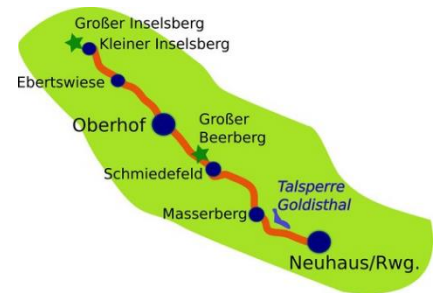 Großer Inselsberg
Kleiner Inselsberg
Ebertswiese
Oberhof
Großer
Beerberg
Schmiedefeld
Talsperre
Goldisthal
Masserberg
Neuhaus/Rwg.